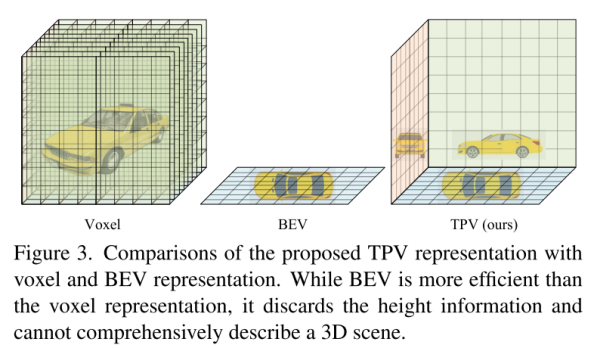 Voxel
BEV
TPV (ours)
Figure 3. Comparisons of the proposed TPV representation with
voxel and BEV representation. While BEV is more efficient than
the voxel representation, it discards the height information and
cannot comprehensively describe a 3D scene.